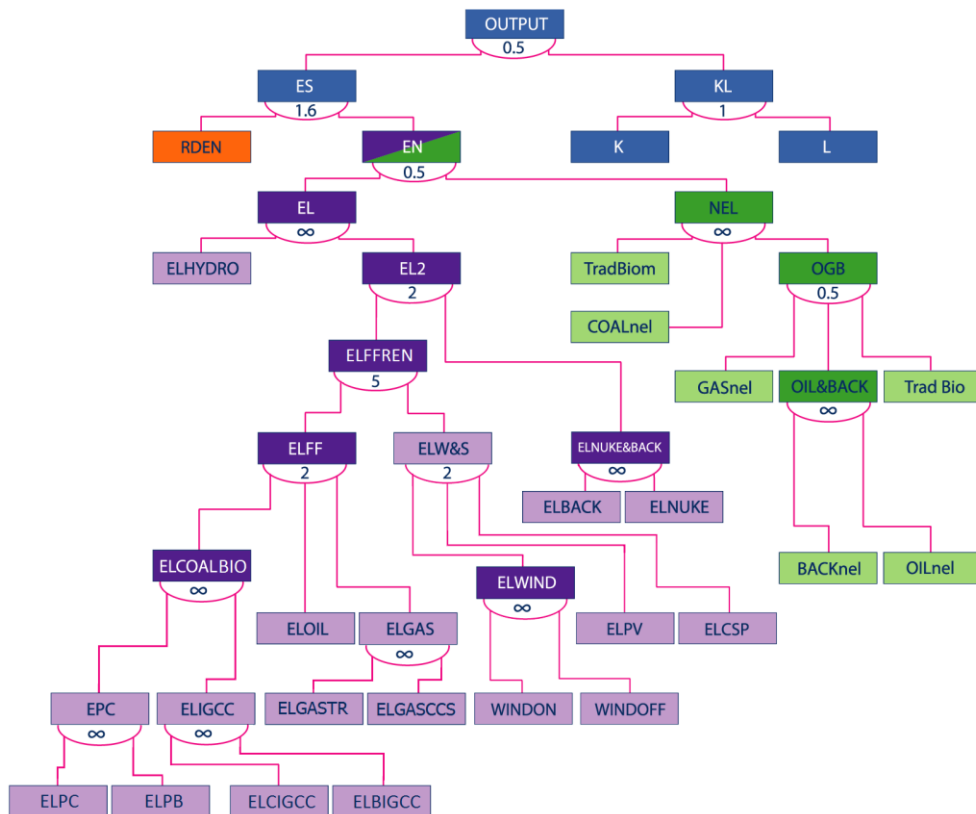 OUTPUT
0.5
ES
KL
1.6
1
RDEN
EN
K
L
0.5
EL
NEL
∞
∞
ELHYDRO
EL2
TradBiom
OGB
2
0.5
COALnel
ELFFREN
5
GASnel
OIL&BACK
Trad Bio
∞
ELFF
ELW&S
ELNUKE&BACK
2
2
∞
ELBACK
ELNUKE
ELCOALBIO
∞
ELWIND
∞
BACKnel
OILnel
ELOIL
ELGAS
∞
ELPV
ELCSP
EPC
∞
ELIGCC
∞
ELGASTR
ELGASCCS
WINDON
WINDOFF
ELPC
ELPB
ELCIGCC
ELBIGCC